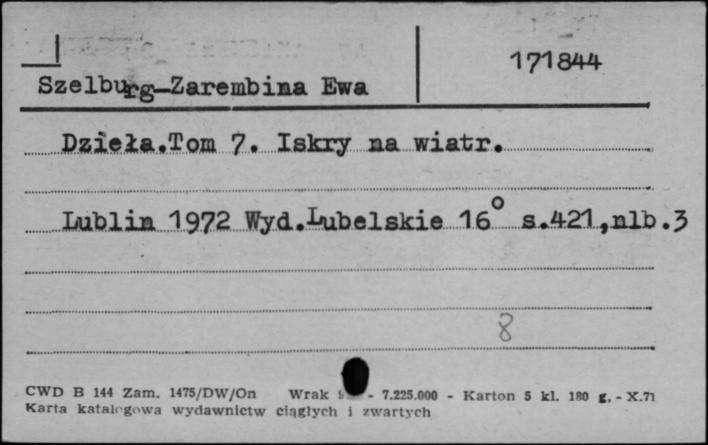 171844
Szelburg-Zarembina Ewa
Dzieła.Tom 7. Iskry na wiatr.
Lublin 1972 Wyd.Lubelskie 16° s.421,nlb.3
8
CWD B 144 Zam. 1475/DW/On Wrak - 7.225.000 - Karton 5 kl. 180 g. - X.71
Karta katalogowa wydawnictw ciągłych i zwartych